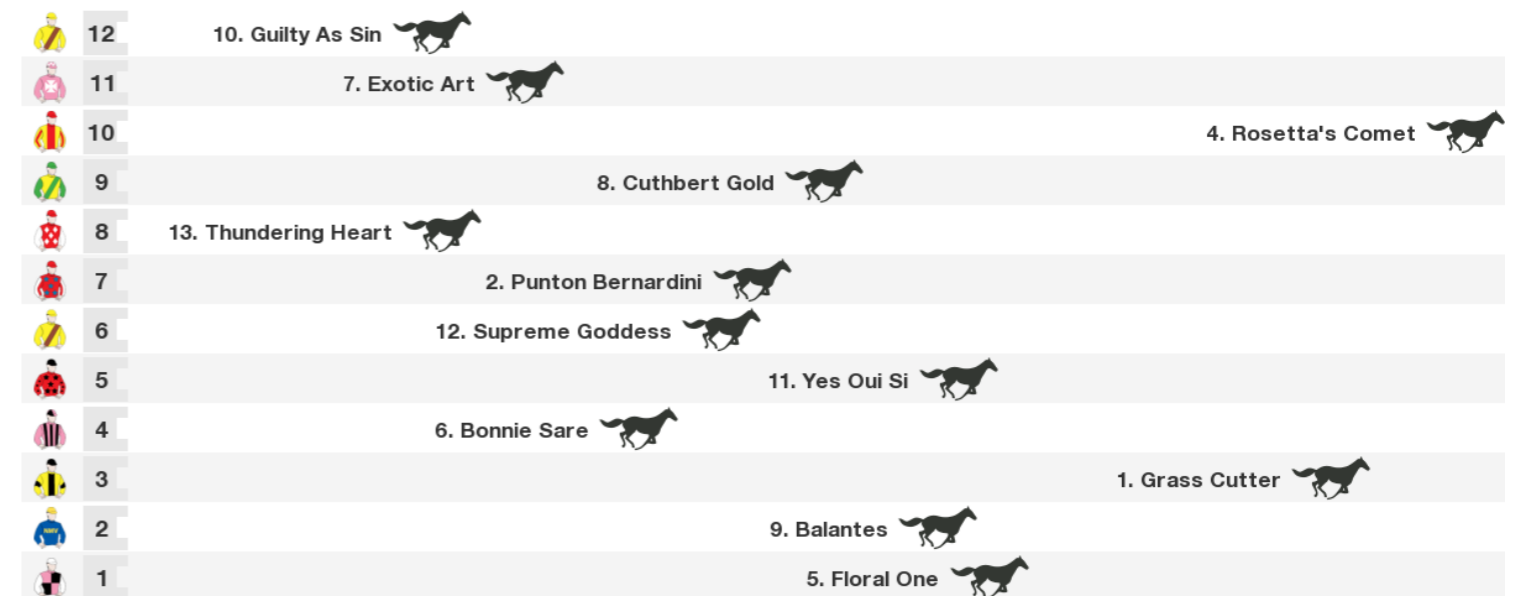 12 10. Guilty As Sin
11 7. Exotic Art
10 4. Rosetta's Comet
9 8. Cuthbert Gold
8 13. Thundering Heart
7 2. Punton Bernardini
6 12. Supreme Goddess
5 11. Yes Oui Si
4 6. Bonnie Sare
3 1. Grass Cutter
2 9. Balantes
1 5. Floral One